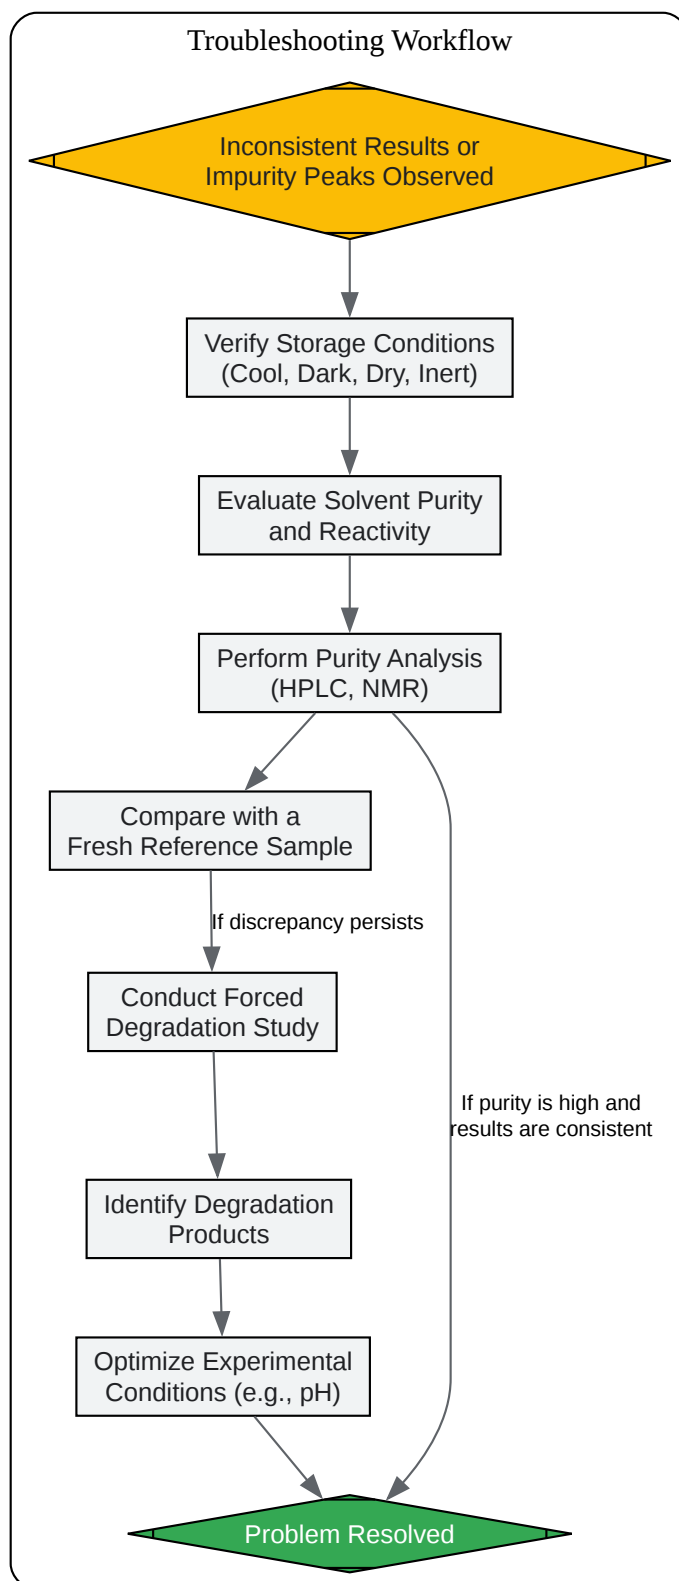 Troubleshooting Workflow
Inconsistent Results or
Impurity Peaks Observed
Verify Storage Conditions
(Cool, Dark, Dry, Inert)
Evaluate Solvent Purity
and Reactivity
Perform Purity Analysis
(HPLC, NMR)
Compare with a
Fresh Reference Sample
If discrepancy persists
Conduct Forced
Degradation Study
If purity is high and
results are consistent
Identify Degradation
Products
Optimize Experimental
Conditions (e.g., pH)
Problem Resolved